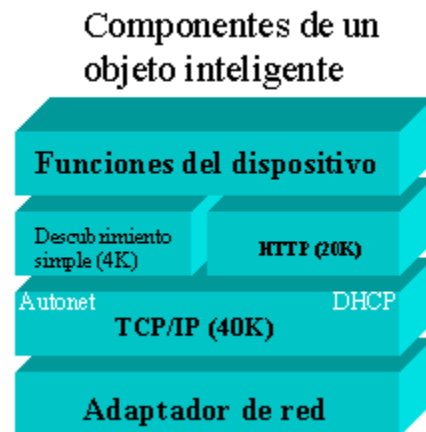 Componentes de un
objeto inteligente
Funciones del dispositivo
Descubrimiento
simple (4K)
HTTP (20K)
Autonet
DHCP
TCP/IP (40K)
Adaptador de red